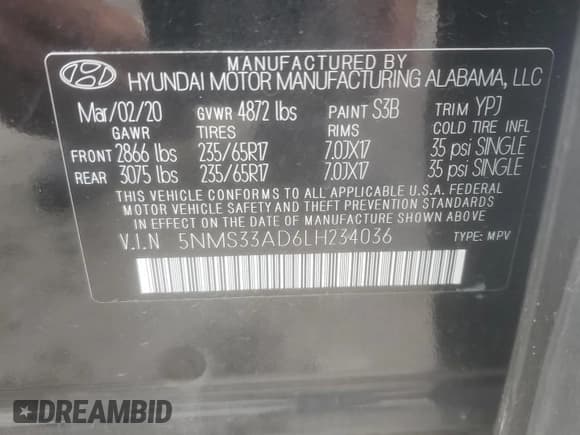 MANUFACTURED BY
HYUNDAI MOTOR MANUFACTURING ALABAMA, LLC
Mar/02/20 GVWR 4872 lbs PAINT S3B TRIM YPJ
GAWR TIRES RIMS COLD TIRE INFL
FRONT 2866 lbs 235/65R17 7.0JX17 35 psi SINGLE
REAR 3075 lbs 235/65R17 7.0JX17 35 psi SINGLE
THIS VEHICLE CONFORMS TO ALL APPLICABLE U.S.A. FEDERAL
MOTOR VEHICLE SAFETY AND THEFT PREVENTION STANDARDS
IN EFFECT ON THE DATE OF MANUFACTURE SHOWN ABOVE.
V.I.N 5NMS33AD6LH234036 TYPE: MPV
DREAMBID